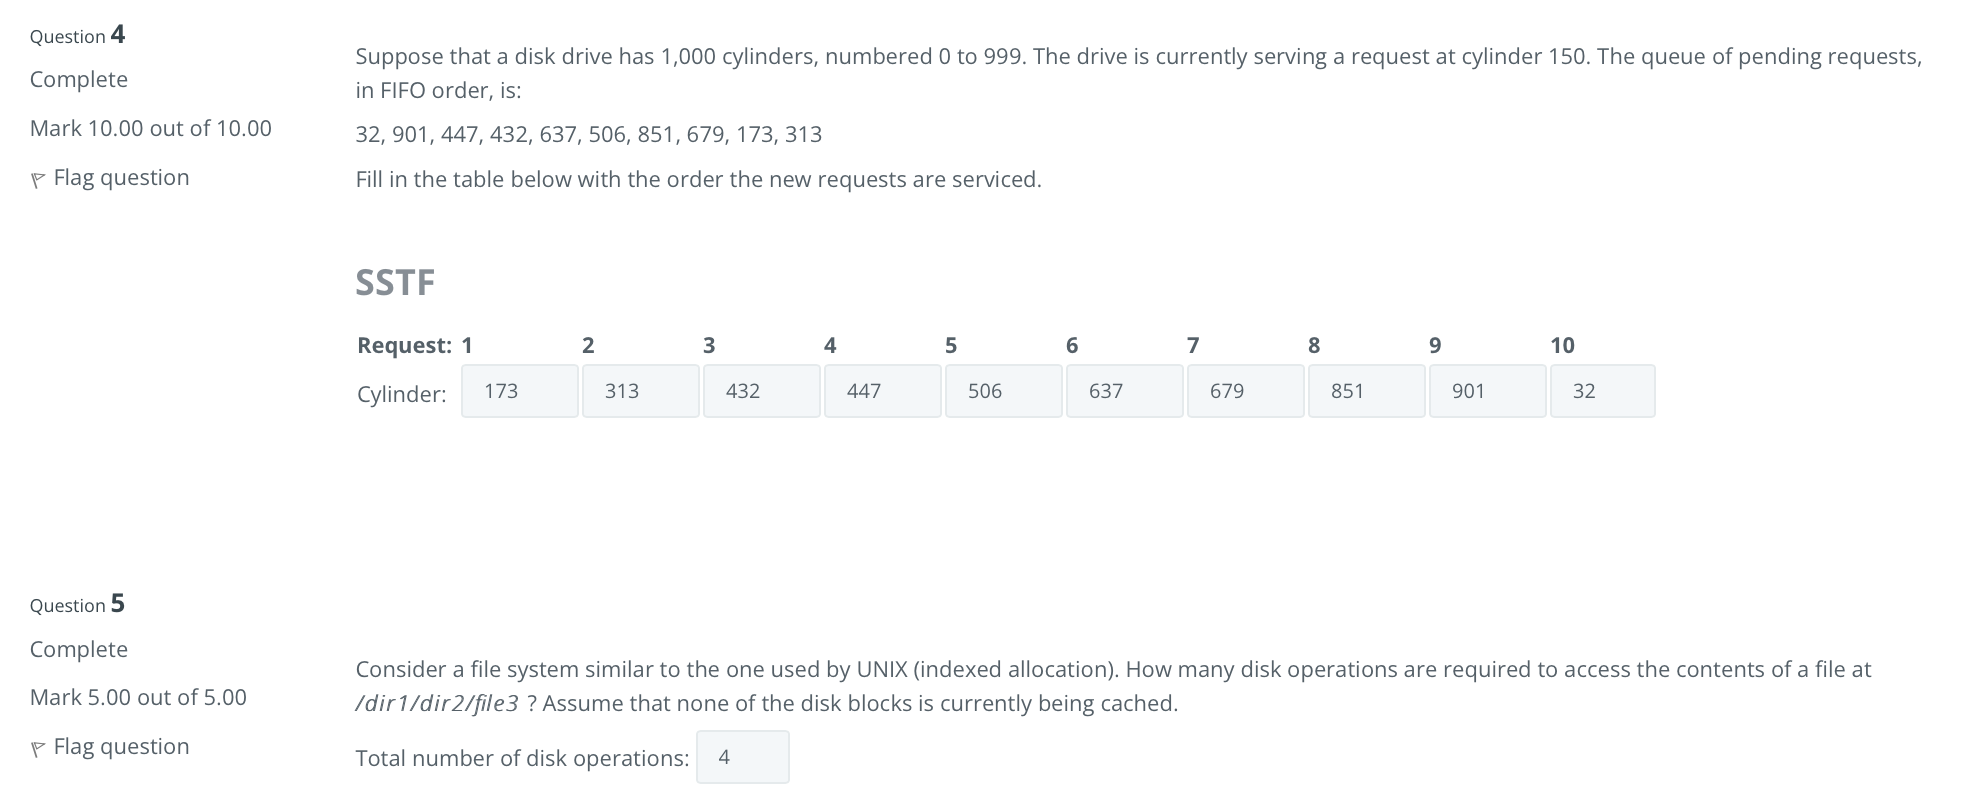 Question 4
Complete
Mark 10.00 out of 10.00
Flag question
Suppose that a disk drive has 1,000 cylinders, numbered 0 to 999. The drive is currently serving a request at cylinder 150. The queue of pending requests,
in FIFO order, is:
32, 901, 447, 432, 637, 506, 851, 679, 173, 313
Fill in the table below with the order the new requests are serviced.
SSTF
Request: 1 2 3 4 5 6 7 8 9 10
Cylinder: 173 313 432 447 506 637 679 851 901 32
Question 5
Complete
Mark 5.00 out of 5.00
Flag question
Consider a file system similar to the one used by UNIX (indexed allocation). How many disk operations are required to access the contents of a file at
/dir1/dir2/file3 ? Assume that none of the disk blocks is currently being cached.
Total number of disk operations: 4